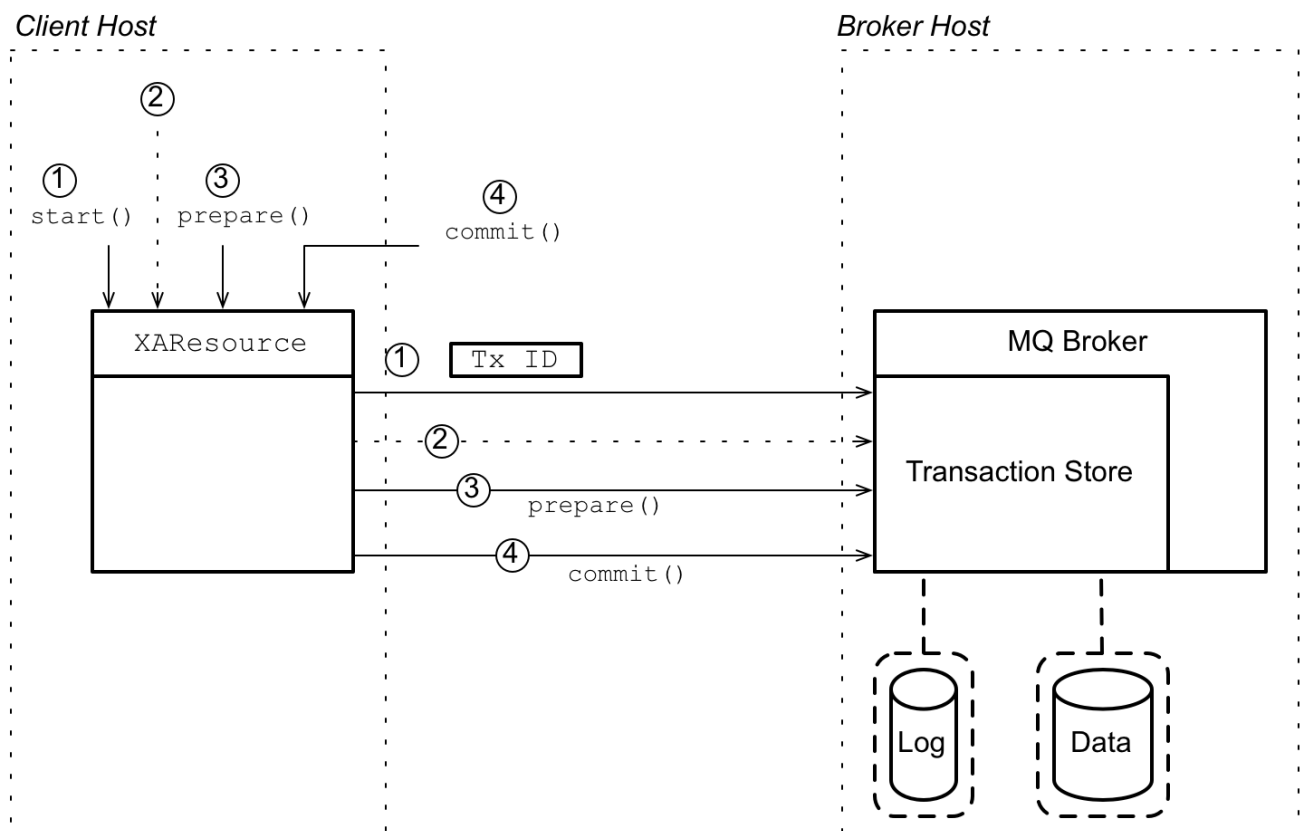 Client Host
Broker Host
2
1
3
start()
prepare()
4
commit()
XAResource
1
Tx ID
MQ Broker
2
Transaction Store
3
prepare()
4
commit()
Log
Data